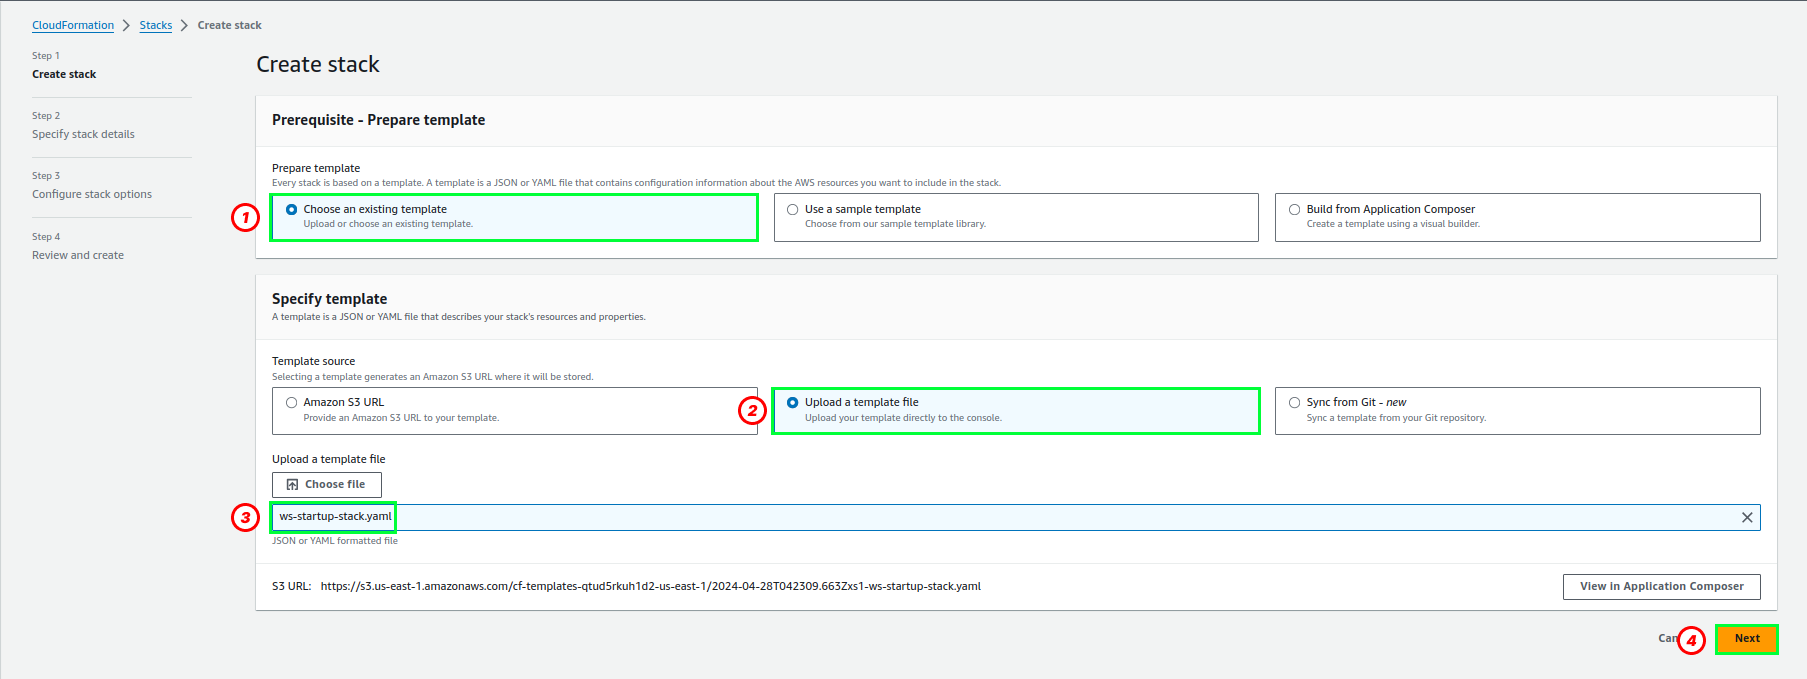 CloudFormation > Stacks > Create stack
Step 1
Create stack
Step 2
Specify stack details
Step 3
Configure stack options
Step 4
Review and create
Create stack
Prerequisite - Prepare template
Prepare template
Every stack is based on a template. A template is a JSON or YAML file that contains configuration information about the AWS resources you want to include in the stack.
1
Choose an existing template
Upload or choose an existing template.
Use a sample template
Choose from our sample template library.
Build from Application Composer
Create a template using a visual builder.
Specify template
A template is a JSON or YAML file that describes your stack's resources and properties.
Template source
Selecting a template generates an Amazon S3 URL where it will be stored.
Amazon S3 URL
Provide an Amazon S3 URL to your template.
2
Upload a template file
Upload your template directly to the console.
Sync from Git - new
Sync a template from your Git repository.
Upload a template file
Choose file
3
ws-startup-stack.yaml
JSON or YAML formatted file
S3 URL: https://s3.us-east-1.amazonaws.com/cf-templates-qtud5rkuh1d2-us-east-1/2024-04-28T042309.663Zxs1-ws-startup-stack.yaml
View in Application Composer
Can
4
Next